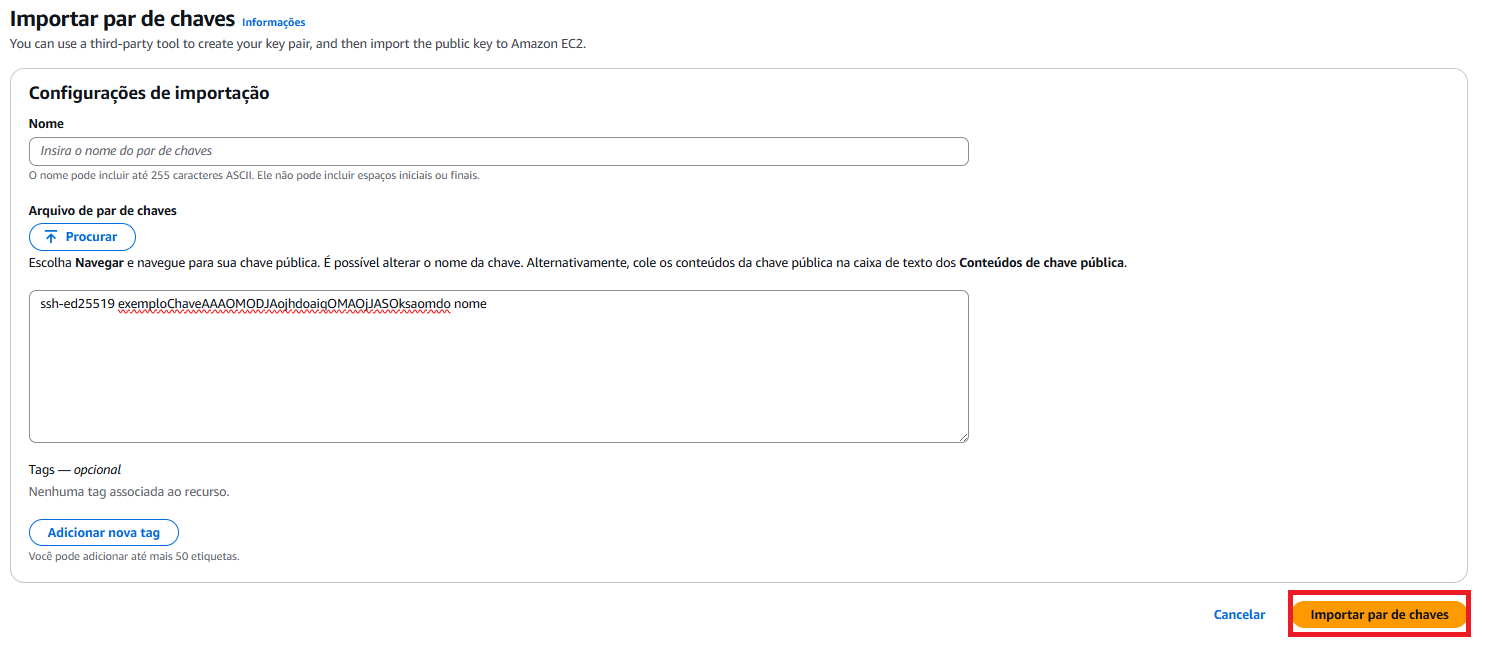 Importar par de chaves Informações
You can use a third-party tool to create your key pair, and then import the public key to Amazon EC2.
Configurações de importação
Nome
Insira o nome do par de chaves
O nome pode incluir até 255 caracteres ASCII. Ele não pode incluir espaços iniciais ou finais.
Arquivo de par de chaves
Procurar
Escolha Navegar e navegue para sua chave pública. É possível alterar o nome da chave. Alternativamente, cole os conteúdos da chave pública na caixa de texto dos Conteúdos de chave pública.
ssh-ed25519 exemploChaveAAAOMODJAojhdoaiqOMAOjJASOksaomdo nome
Tags — opcional
Nenhuma tag associada ao recurso.
Adicionar nova tag
Você pode adicionar até mais 50 etiquetas.
Cancelar Importar par de chaves